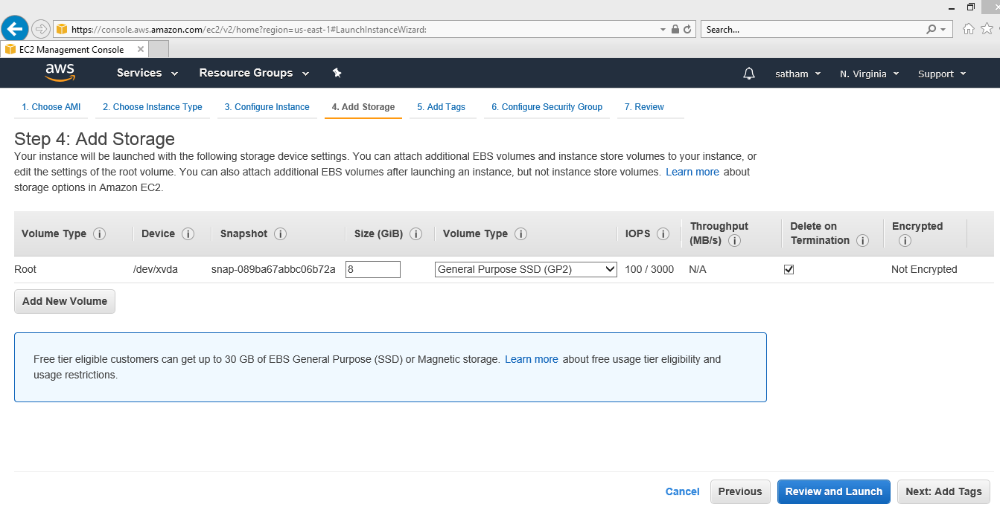 https://console.aws.amazon.com/ec2/v2/home?region=us-east-1#LaunchInstanceWizard:
Search...
EC2 Management Console
aws
Services
Resource Groups
satham
N. Virginia
Support
1. Choose AMI
2. Choose Instance Type
3. Configure Instance
4. Add Storage
5. Add Tags
6. Configure Security Group
7. Review
Step 4: Add Storage
Your instance will be launched with the following storage device settings. You can attach additional EBS volumes and instance store volumes to your instance, or
edit the settings of the root volume. You can also attach additional EBS volumes after launching an instance, but not instance store volumes. Learn more about
storage options in Amazon EC2.
Volume Type
Device
Snapshot
Size (GiB)
Volume Type
IOPS
Throughput
(MB/s)
Delete on
Termination
Encrypted
Root
/dev/xvda
snap-089ba67abbc06b72a
8
General Purpose SSD (GP2)
100 / 3000
N/A
Not Encrypted
Add New Volume
Free tier eligible customers can get up to 30 GB of EBS General Purpose (SSD) or Magnetic storage. Learn more about free usage tier eligibility and
usage restrictions.
Cancel
Previous
Review and Launch
Next: Add Tags